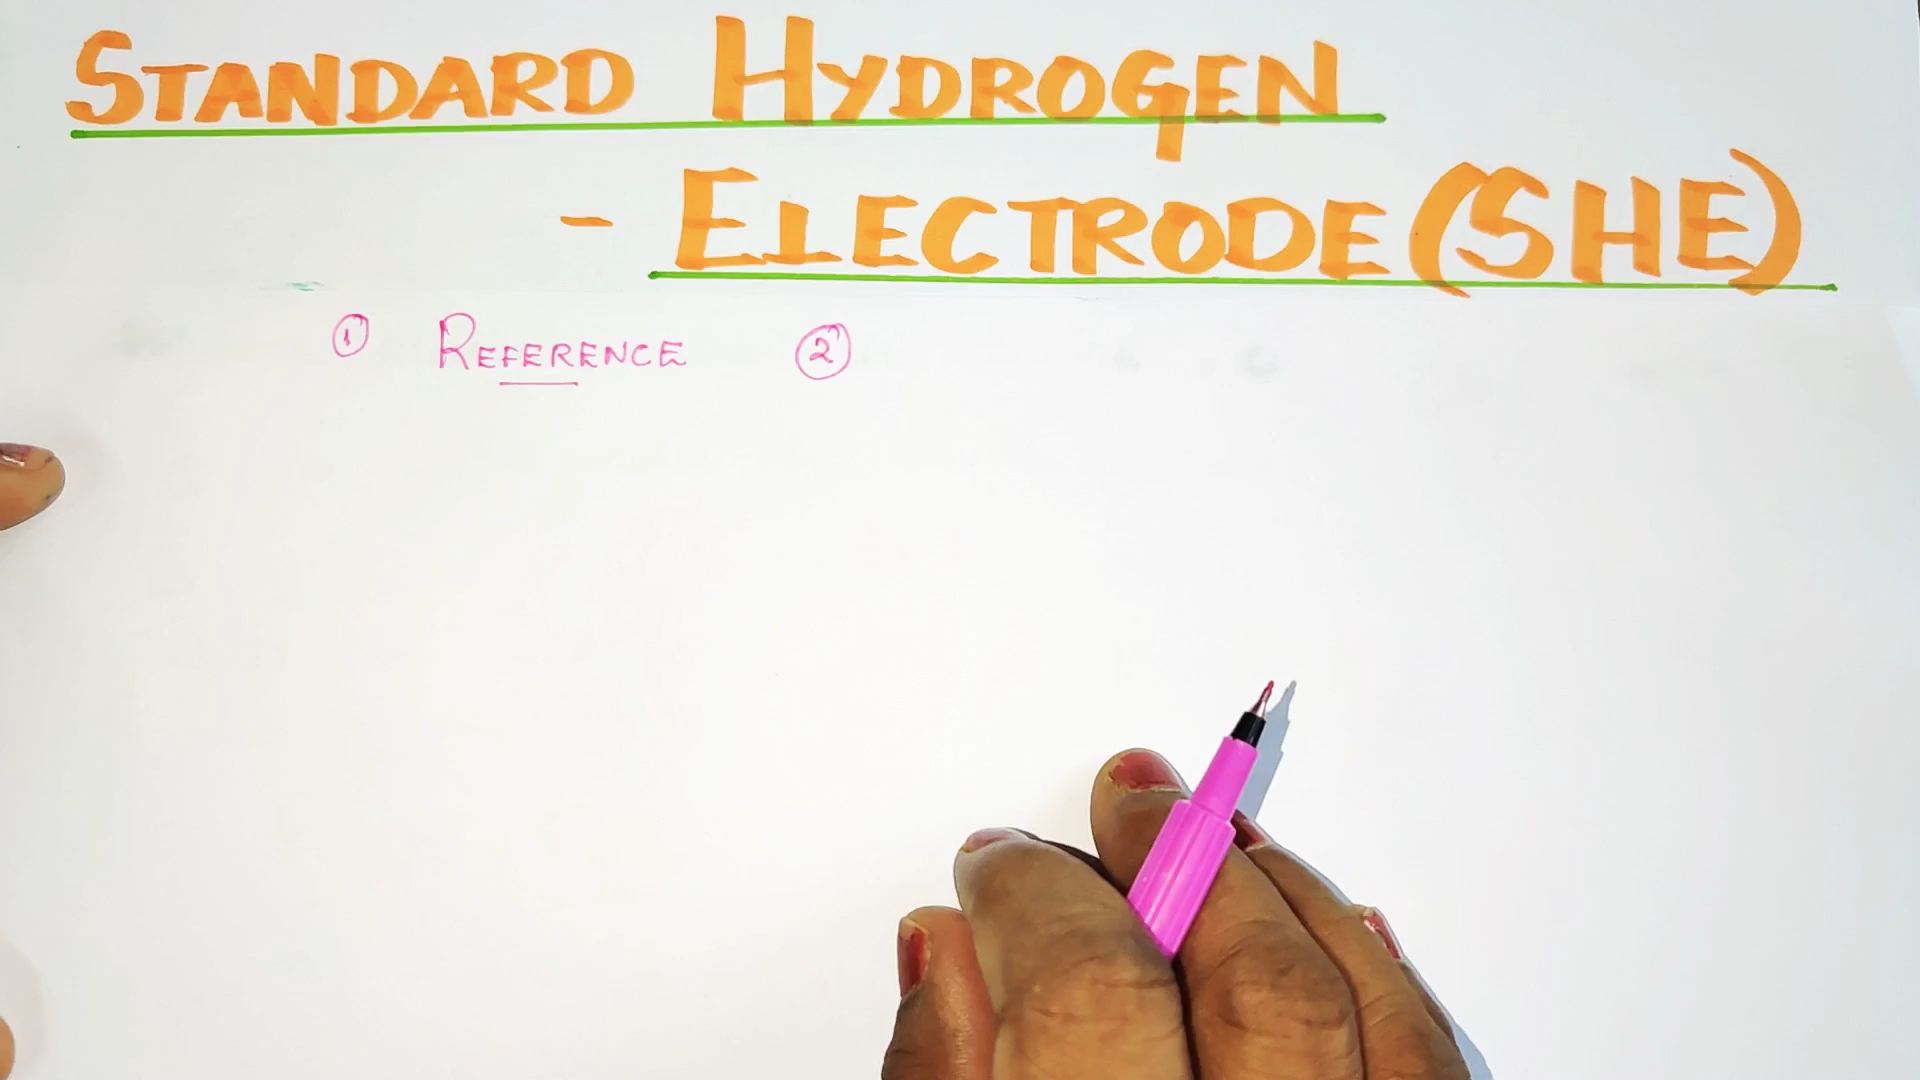 STANDARD HYDROGEN
- ELECTRODE (SHE)
① REFERENCE ②